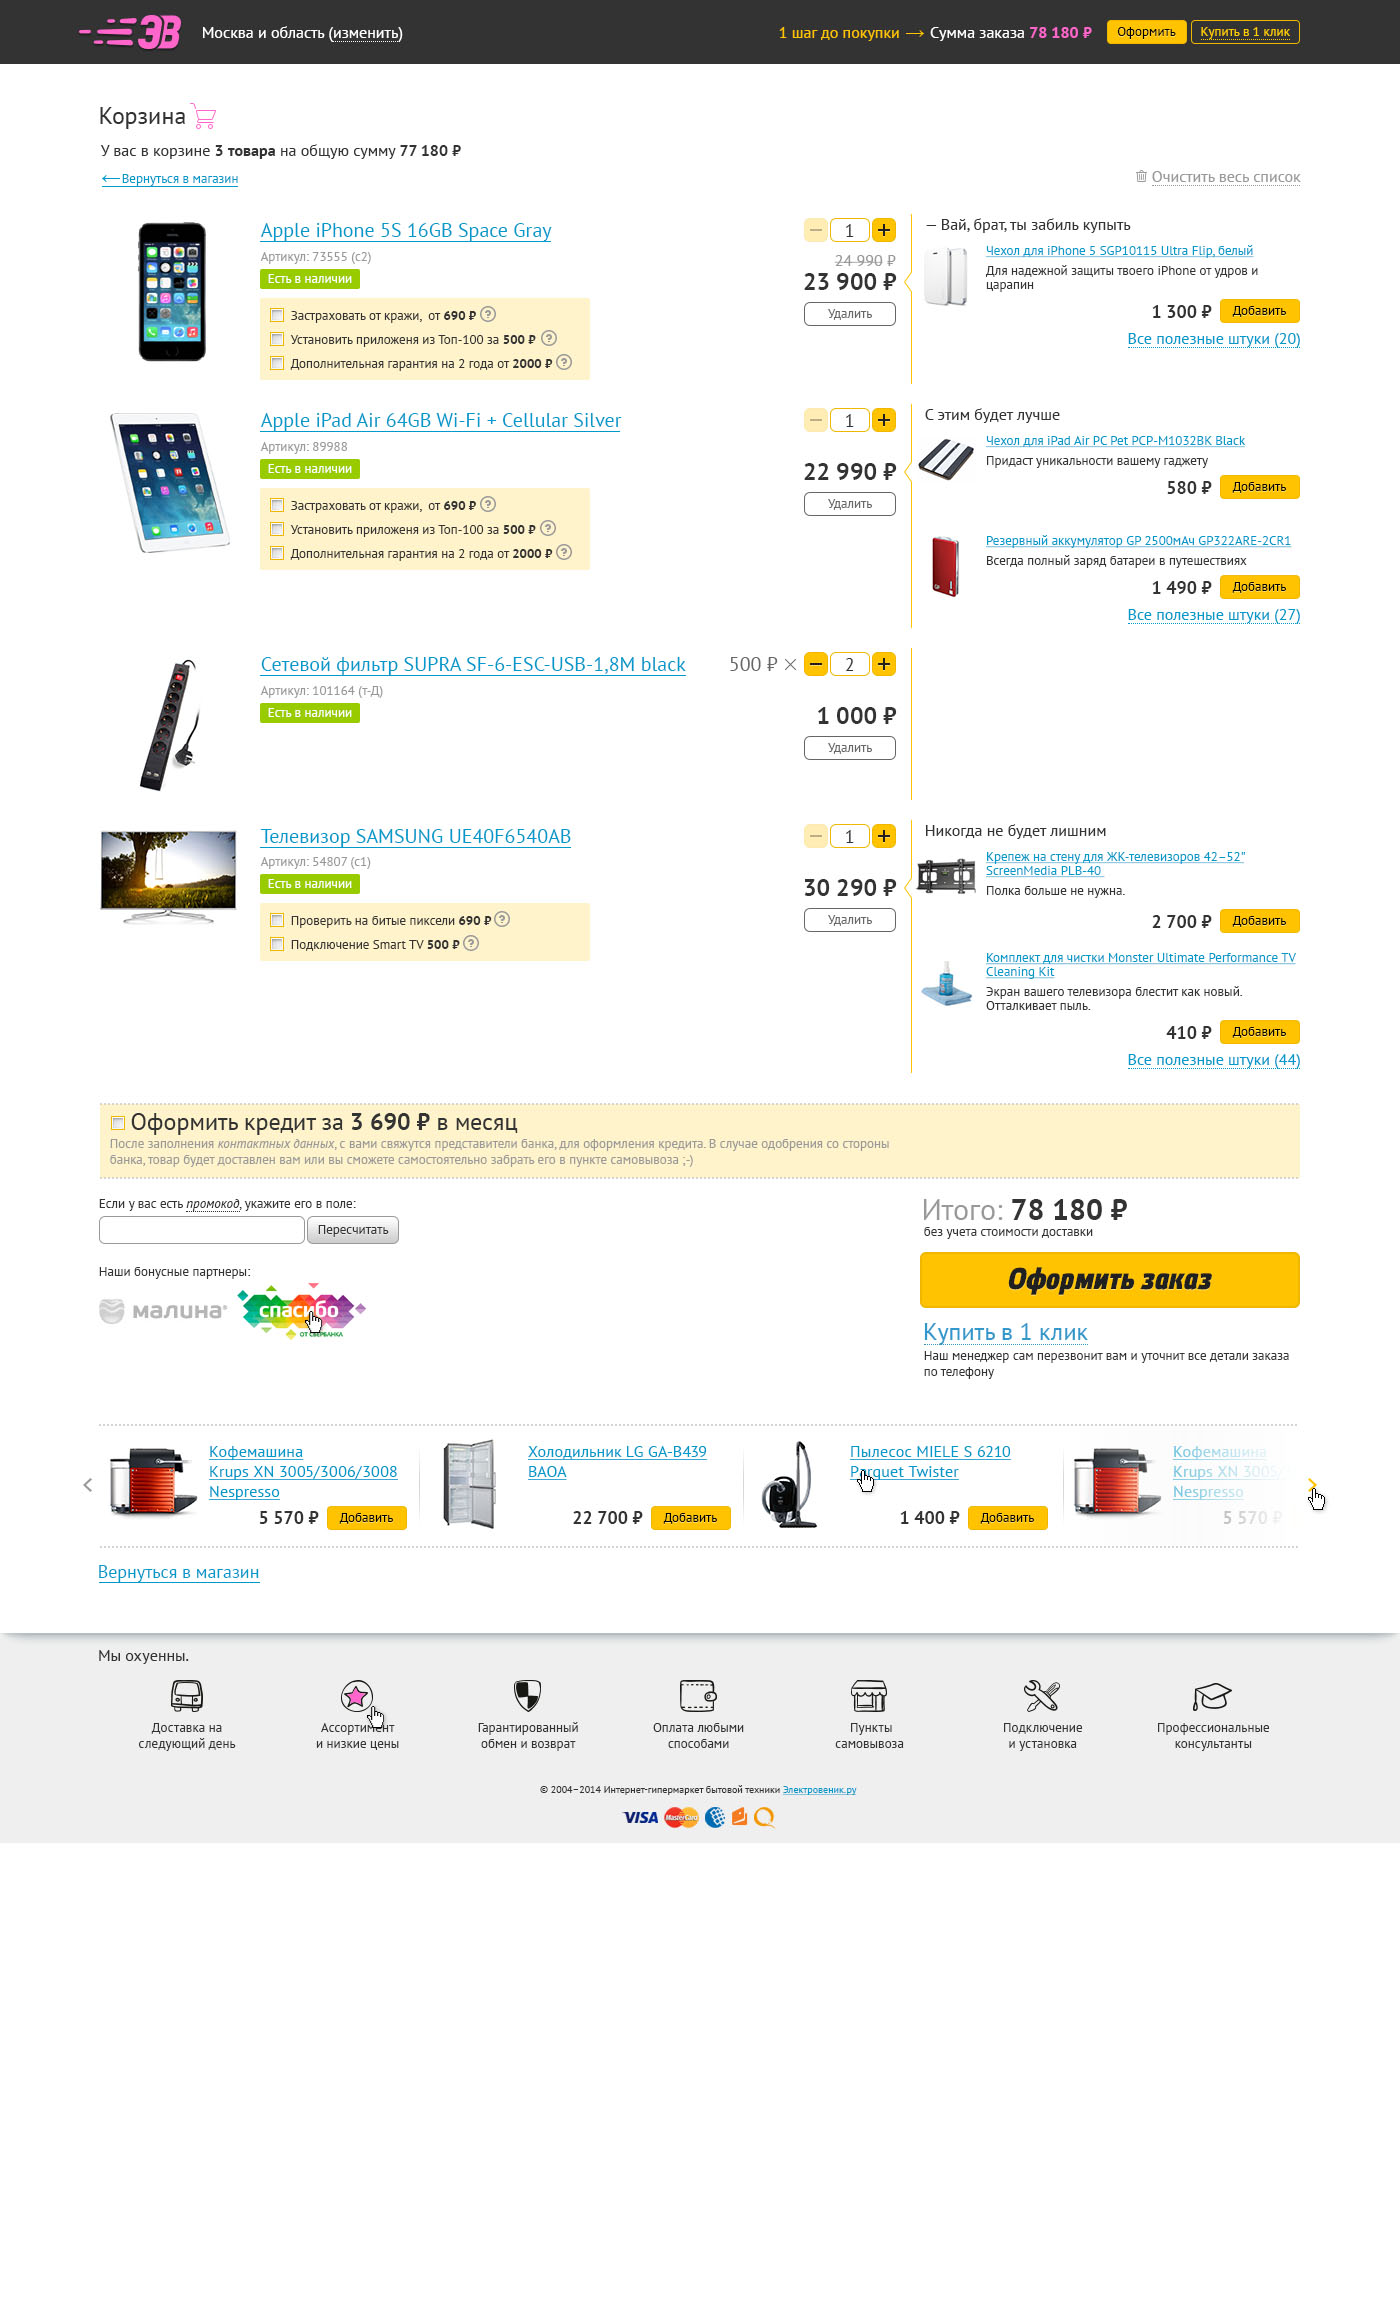 ЭВ
Москва и область (изменить)
1 шаг до покупки ⟶ Сумма заказа 78 180 ₽
Оформить
Купить в 1 клик
Корзина
У вас в корзине 3 товара на общую сумму 77 180 ₽
⟵Вернуться в магазин
Очистить весь список
Apple iPhone 5S 16GB Space Gray
Артикул: 73555 (с2)
Есть в наличии
Застраховать от кражи, от 690 ₽ ?
Установить приложеня из Топ-100 за 500 ₽ ?
Дополнительная гарантия на 2 года от 2000 ₽ ?
− 1 +
24 990 ₽
23 900 ₽
Удалить
— Вай, брат, ты забиль купыть
Чехол для iPhone 5 SGP10115 Ultra Flip, белый
Для надежной защиты твоего iPhone от удров и
царапин
1 300 ₽ Добавить
Все полезные штуки (20)
Apple iPad Air 64GB Wi-Fi + Cellular Silver
Артикул: 89988
Есть в наличии
Застраховать от кражи, от 690 ₽ ?
Установить приложеня из Топ-100 за 500 ₽ ?
Дополнительная гарантия на 2 года от 2000 ₽ ?
− 1 +
22 990 ₽
Удалить
С этим будет лучше
Чехол для iPad Air PC Pet PCP-M1032BK Black
Придаст уникальности вашему гаджету
580 ₽ Добавить
Резервный аккумулятор GP 2500мАч GP322ARE-2CR1
Всегда полный заряд батареи в путешествиях
1 490 ₽ Добавить
Все полезные штуки (27)
Сетевой фильтр SUPRA SF-6-ESC-USB-1,8M black
Артикул: 101164 (т-Д)
Есть в наличии
500 ₽ × − 2 +
1 000 ₽
Удалить
Телевизор SAMSUNG UE40F6540AB
Артикул: 54807 (с1)
Есть в наличии
Проверить на битые пиксели 690 ₽ ?
Подключение Smart TV 500 ₽ ?
− 1 +
30 290 ₽
Удалить
Никогда не будет лишним
Крепеж на стену для ЖК-телевизоров 42–52"
ScreenMedia PLB-40
Полка больше не нужна.
2 700 ₽ Добавить
Комплект для чистки Monster Ultimate Performance TV
Cleaning Kit
Экран вашего телевизора блестит как новый.
Отталкивает пыль.
410 ₽ Добавить
Все полезные штуки (44)
Оформить кредит за 3 690 ₽ в месяц
После заполнения контактных данных, с вами свяжутся представители банка, для оформления кредита. В случае одобрения со стороны
банка, товар будет доставлен вам или вы сможете самостоятельно забрать его в пункте самовывоза ;-)
Если у вас есть промокод, укажите его в поле:
Пересчитать
Наши бонусные партнеры:
малина
спасибо
ОТ СБЕРБАНКА
Итого: 78 180 ₽
без учета стоимости доставки
Оформить заказ
Купить в 1 клик
Наш менеджер сам перезвонит вам и уточнит все детали заказа
по телефону
Кофемашина
Krups XN 3005/3006/3008
Nespresso
5 570 ₽ Добавить
Холодильник LG GA-B439
BAOA
22 700 ₽ Добавить
Пылесос MIELE S 6210
Parquet Twister
1 400 ₽ Добавить
Кофемашина
Krups XN 3005/
Nespresso
5 570 ₽
Вернуться в магазин
Мы охуенны.
Доставка на
следующий день
Ассортимент
и низкие цены
Гарантированный
обмен и возврат
Оплата любыми
способами
Пункты
самовывоза
Подключение
и установка
Профессиональные
консультанты
© 2004–2014 Интернет-гипермаркет бытовой техники Электровеник.ру
VISA MasterCard